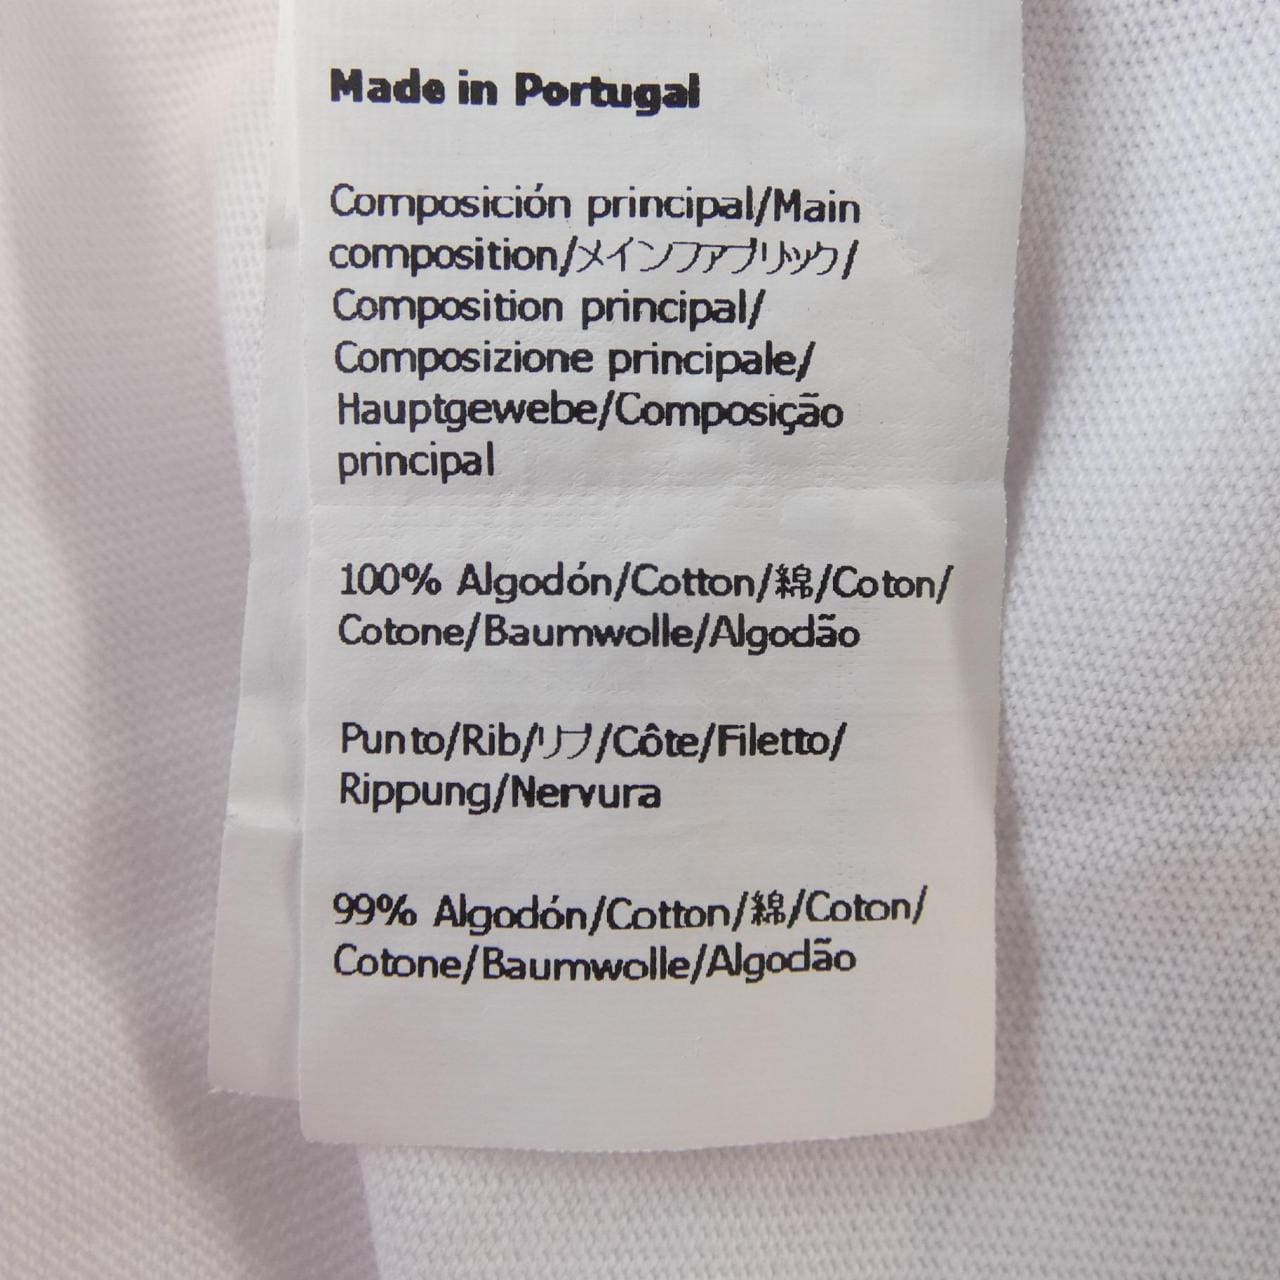 Made in Portugal
Composición principal/Main
composition/メインファブリック/
Composition principal/
Composizione principale/
Hauptgewebe/Composição
principal
100% Algodón/Cotton/綿/Coton/
Cotone/Baumwolle/Algodão
Punto/Rib/リブ/Côte/Filetto/
Rippung/Nervura
99% Algodón/Cotton/綿/Coton/
Cotone/Baumwolle/Algodão